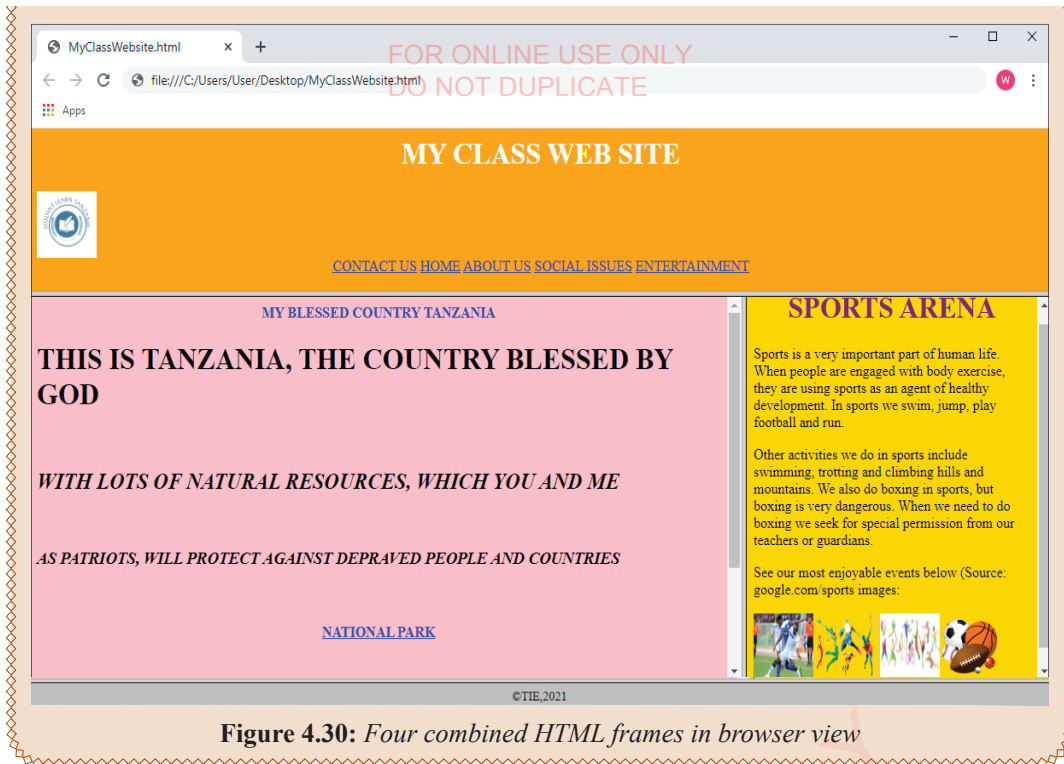 MyClassWebsite.html × +
FOR ONLINE USE ONLY
DO NOT DUPLICATE
file:///C:/Users/User/Desktop/MyClassWebsite.html
W
Apps
MY CLASS WEB SITE
STUDENT LEARN TANZANIA
CONTACT US HOME ABOUT US SOCIAL ISSUES ENTERTAINMENT
MY BLESSED COUNTRY TANZANIA
THIS IS TANZANIA, THE COUNTRY BLESSED BY
GOD
WITH LOTS OF NATURAL RESOURCES, WHICH YOU AND ME
AS PATRIOTS, WILL PROTECT AGAINST DEPRAVED PEOPLE AND COUNTRIES
NATIONAL PARK
SPORTS ARENA
Sports is a very important part of human life.
When people are engaged with body exercise,
they are using sports as an agent of healthy
development. In sports we swim, jump, play
football and run.
Other activities we do in sports include
swimming, trotting and climbing hills and
mountains. We also do boxing in sports, but
boxing is very dangerous. When we need to do
boxing we seek for special permission from our
teachers or guardians.
See our most enjoyable events below (Source:
google.com/sports images:
©TIE,2021
Figure 4.30: Four combined HTML frames in browser view